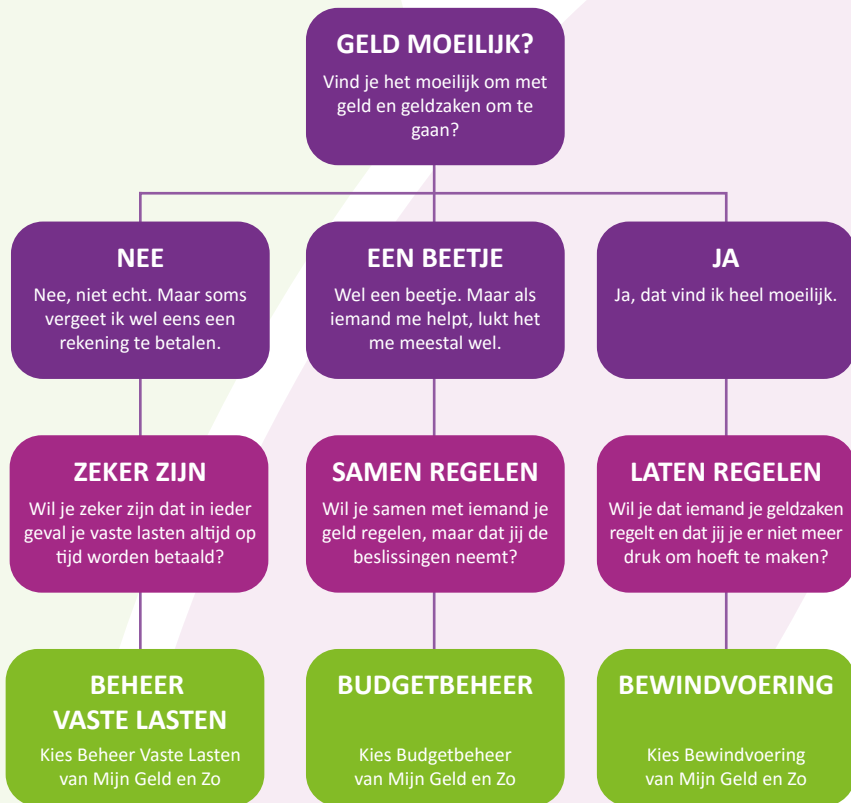 GELD MOEILIJK?
Vind je het moeilijk om met
geld en geldzaken om te
gaan?
NEE
Nee, niet echt. Maar soms
vergeet ik wel eens een
rekening te betalen.
EEN BEETJE
Wel een beetje. Maar als
iemand me helpt, lukt het
me meestal wel.
JA
Ja, dat vind ik heel moeilijk.
ZEKER ZIJN
Wil je zeker zijn dat in ieder
geval je vaste lasten altijd op
tijd worden betaald?
SAMEN REGELEN
Wil je samen met iemand je
geld regelen, maar dat jij de
beslissingen neemt?
LATEN REGELEN
Wil je dat iemand je geldzaken
regelt en dat jij je er niet meer
druk om hoeft te maken?
BEHEER
VASTE LASTEN
Kies Beheer Vaste Lasten
van Mijn Geld en Zo
BUDGETBEHEER
Kies Budgetbeheer
van Mijn Geld en Zo
BEWINDVOERING
Kies Bewindvoering
van Mijn Geld en Zo